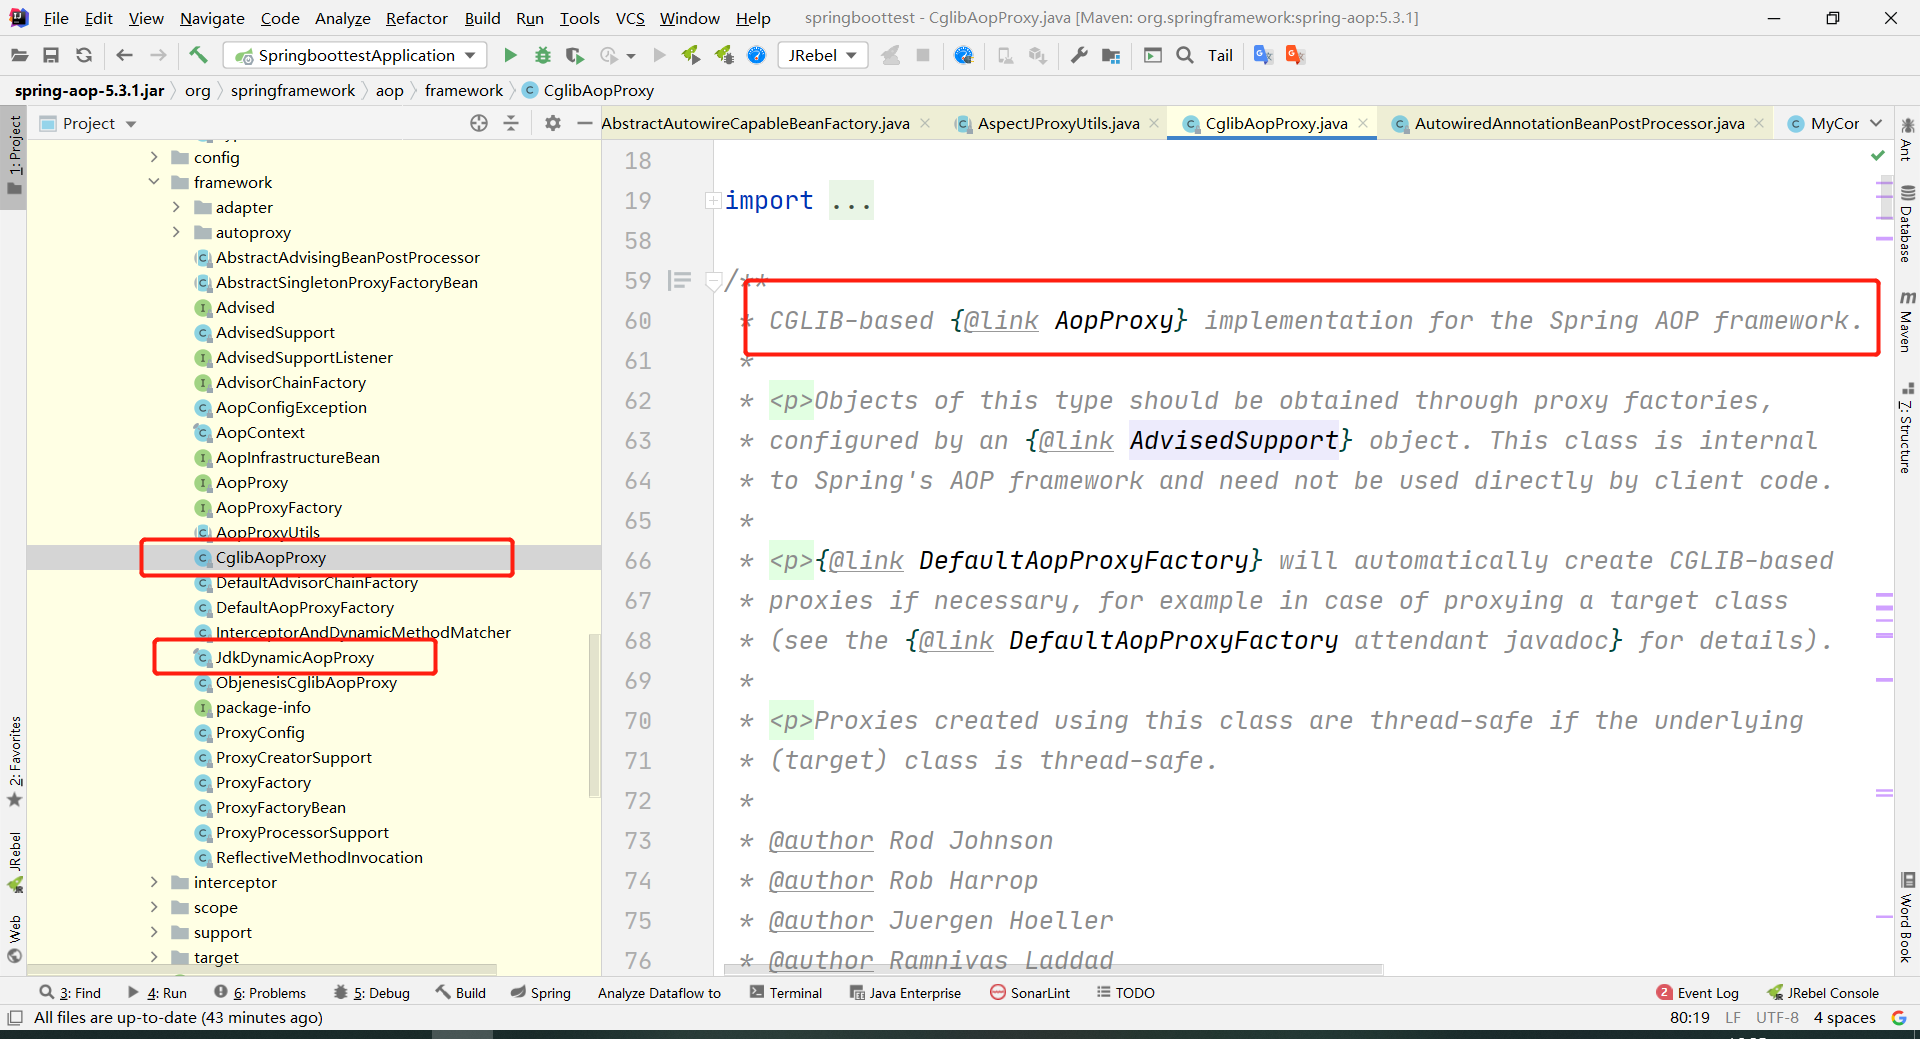 File Edit View Navigate Code Analyze Refactor Build Run Tools VCS Window Help springboottest - CglibAopProxy.java [Maven: org.springframework:spring-aop:5.3.1]
SpringboottestApplication JRebel Tail
spring-aop-5.3.1.jar org springframework aop framework CglibAopProxy
Project
AbstractAutowireCapableBeanFactory.java AspectJProxyUtils.java CglibAopProxy.java AutowiredAnnotationBeanPostProcessor.java MyCor
1: Project
2: Favorites
JRebel
Web
config
framework
adapter
autoproxy
AbstractAdvisingBeanPostProcessor
AbstractSingletonProxyFactoryBean
Advised
AdvisedSupport
AdvisedSupportListener
AdvisorChainFactory
AopConfigException
AopContext
AopInfrastructureBean
AopProxy
AopProxyFactory
AopProxyUtils
CglibAopProxy
DefaultAdvisorChainFactory
DefaultAopProxyFactory
InterceptorAndDynamicMethodMatcher
JdkDynamicAopProxy
ObjenesisCglibAopProxy
package-info
ProxyConfig
ProxyCreatorSupport
ProxyFactory
ProxyFactoryBean
ProxyProcessorSupport
ReflectiveMethodInvocation
interceptor
scope
support
target
18
19 import ...
58
59 /**
60 * CGLIB-based {@link AopProxy} implementation for the Spring AOP framework.
61 *
62 * <p>Objects of this type should be obtained through proxy factories,
63 * configured by an {@link AdvisedSupport} object. This class is internal
64 * to Spring's AOP framework and need not be used directly by client code.
65 *
66 * <p>{@link DefaultAopProxyFactory} will automatically create CGLIB-based
67 * proxies if necessary, for example in case of proxying a target class
68 * (see the {@link DefaultAopProxyFactory attendant javadoc} for details).
69 *
70 * <p>Proxies created using this class are thread-safe if the underlying
71 * (target) class is thread-safe.
72 *
73 * @author Rod Johnson
74 * @author Rob Harrop
75 * @author Juergen Hoeller
76 * @author Ramnivas Laddad
Ant
Database
Maven
7: Structure
Word Book
3: Find 4: Run 6: Problems 5: Debug Build Spring Analyze Dataflow to Terminal Java Enterprise SonarLint TODO 2 Event Log JRebel Console
All files are up-to-date (43 minutes ago) 80:19 LF UTF-8 4 spaces